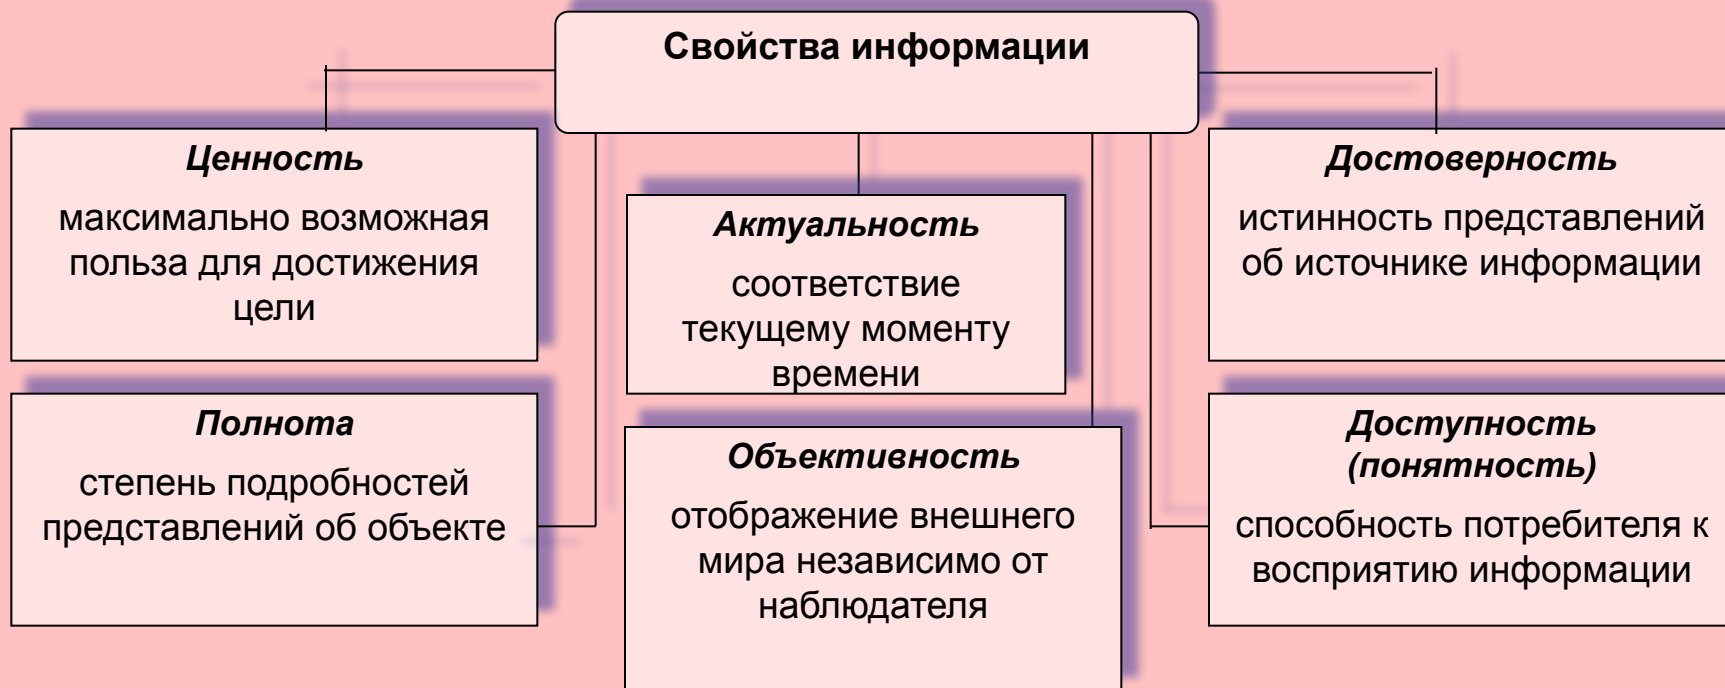 Свойства информации
Ценность
максимально возможная
польза для достижения
цели
Актуальность
соответствие
текущему моменту
времени
Достоверность
истинность представлений
об источнике информации
Полнота
степень подробностей
представлений об объекте
Объективность
отображение внешнего
мира независимо от
наблюдателя
Доступность
(понятность)
способность потребителя к
восприятию информации